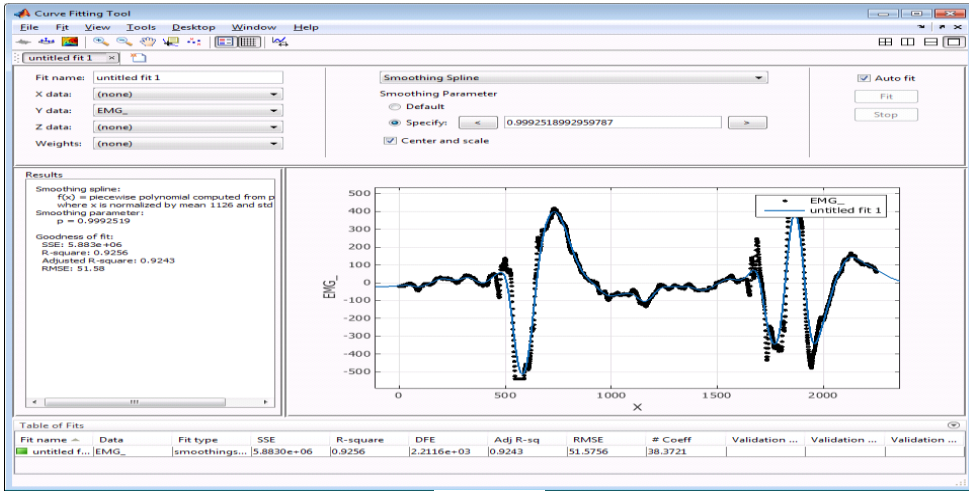 Curve Fitting Tool
File Fit View Tools Desktop Window Help
untitled fit 1
Fit name: untitled fit 1
X data: (none)
Y data: EMG_
Z data: (none)
Weights: (none)
Smoothing Spline
Smoothing Parameter
Default
Specify: < 0.9992518992959787 >
Center and scale
Auto fit
Fit
Stop
Results
Smoothing spline:
f(x) = piecewise polynomial computed from p
where x is normalized by mean 1126 and std
Smoothing parameter:
p = 0.9992519
Goodness of fit:
SSE: 5.883e+06
R-square: 0.9256
Adjusted R-square: 0.9243
RMSE: 51.58
EMG_
500
400
300
200
100
0
-100
-200
-300
-400
-500
EMG_
untitled fit 1
0 500 1000 1500 2000
X
Table of Fits
Fit name Data Fit type SSE R-square DFE Adj R-sq RMSE # Coeff Validation ... Validation ... Validation ...
untitled f... EMG_ smoothings... 5.8830e+06 0.9256 2.2116e+03 0.9243 51.5756 38.3721